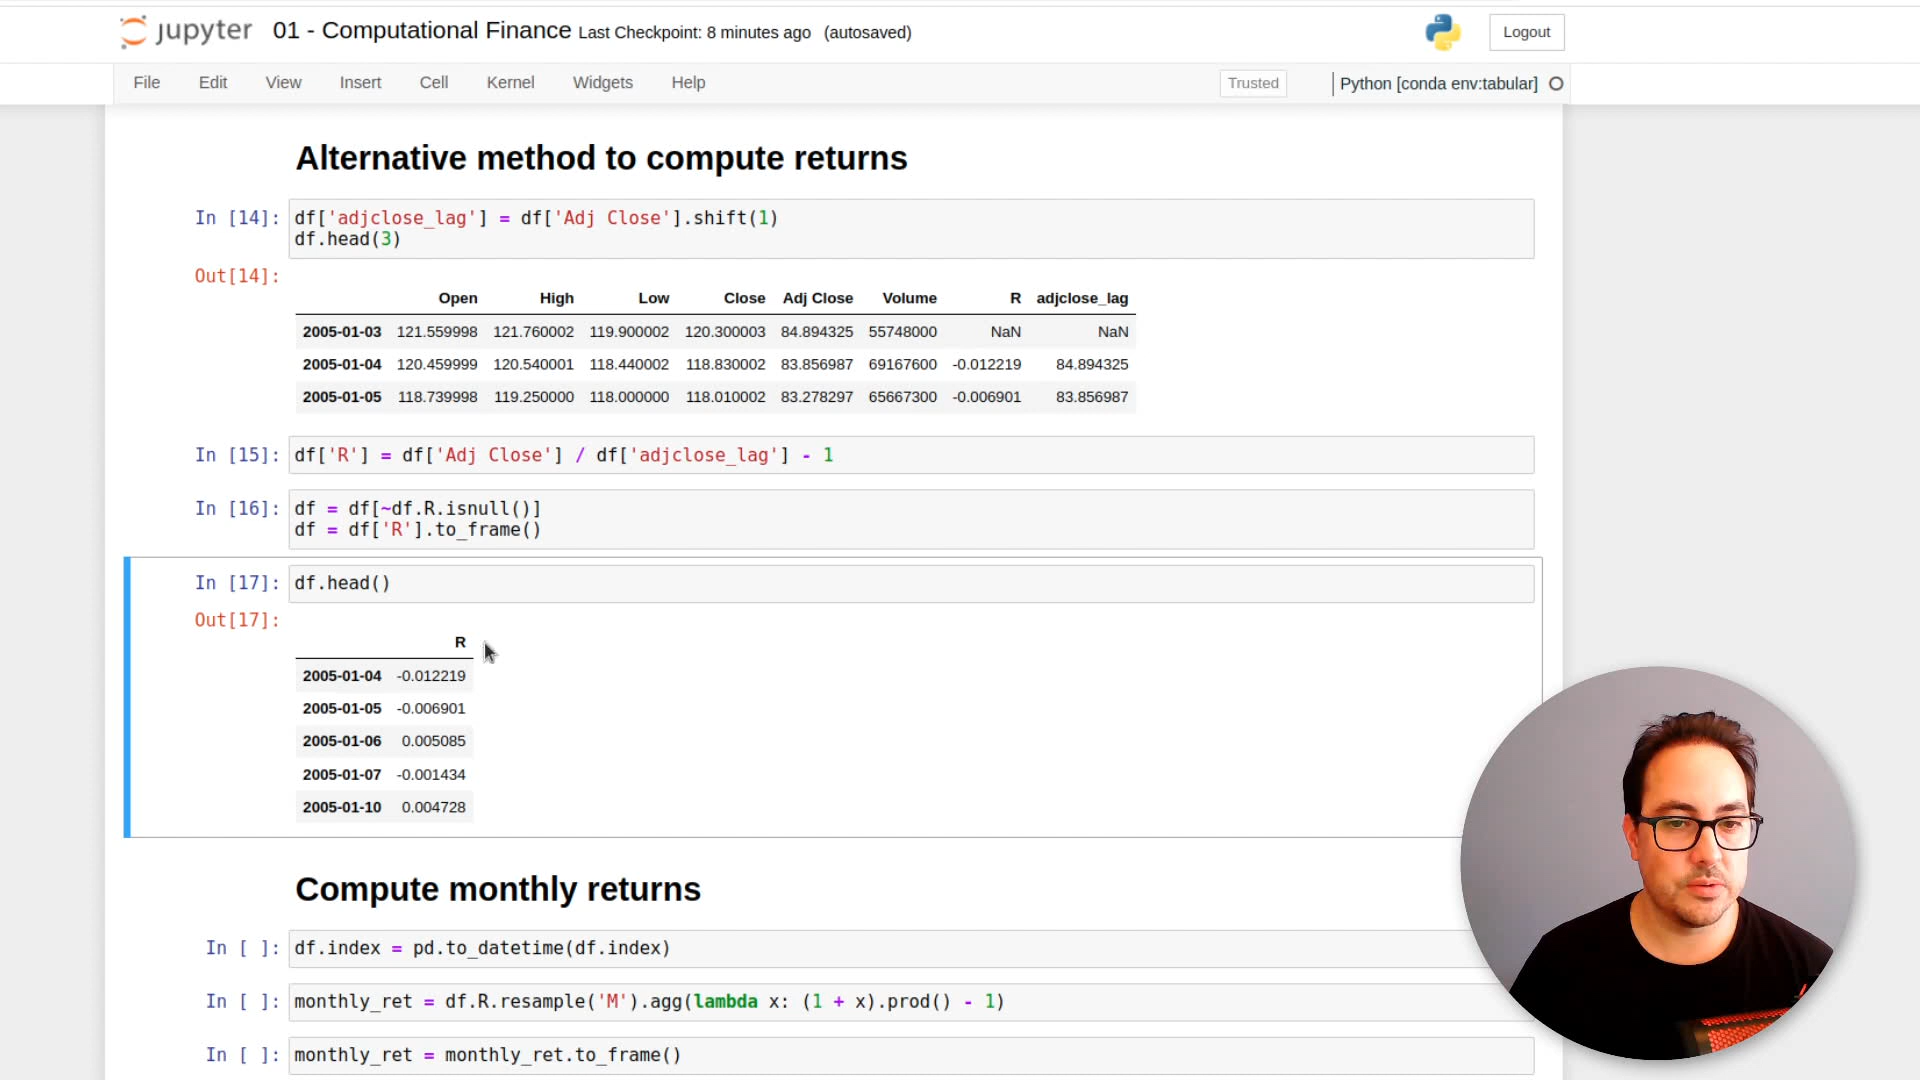 jupyter 01 - Computational Finance Last Checkpoint: 8 minutes ago (autosaved) Logout
File Edit View Insert Cell Kernel Widgets Help Trusted Python [conda env:tabular]
Alternative method to compute returns
In [14]: df['adjclose_lag'] = df['Adj Close'].shift(1)
df.head(3)
Out[14]:
Open High Low Close Adj Close Volume R adjclose_lag
2005-01-03 121.559998 121.760002 119.900002 120.300003 84.894325 55748000 NaN NaN
2005-01-04 120.459999 120.540001 118.440002 118.830002 83.856987 69167600 -0.012219 84.894325
2005-01-05 118.739998 119.250000 118.000000 118.010002 83.278297 65667300 -0.006901 83.856987
In [15]: df['R'] = df['Adj Close'] / df['adjclose_lag'] - 1
In [16]: df = df[~df.R.isnull()]
df = df['R'].to_frame()
In [17]: df.head()
Out[17]:
R
2005-01-04 -0.012219
2005-01-05 -0.006901
2005-01-06 0.005085
2005-01-07 -0.001434
2005-01-10 0.004728
Compute monthly returns
In [ ]: df.index = pd.to_datetime(df.index)
In [ ]: monthly_ret = df.R.resample('M').agg(lambda x: (1 + x).prod() - 1)
In [ ]: monthly_ret = monthly_ret.to_frame()